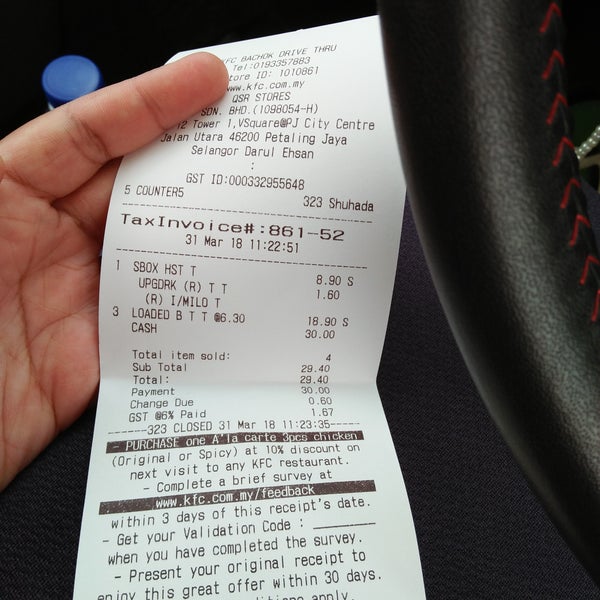 KFC BACHOK DRIVE THRU
Tel:0193357883
Store ID: 1010861
www.kfc.com.my
QSR STORES
SDN. BHD.(1098054-H)
12 Tower 1,VSquare@PJ City Centre
Jalan Utara 46200 Petaling Jaya
Selangor Darul Ehsan
:
GST ID:000332955648
5 COUNTER5 323 Shuhada
TaxInvoice#:861-52
31 Mar 18 11:22:51
1 SBOX HST T 8.90 S
UPGDRK (R) T T 1.60
(R) I/MILO T
3 LOADED B T T @6.30 18.90 S
CASH 30.00
Total item sold: 4
Sub Total 29.40
Total: 29.40
Payment 30.00
Change Due 0.60
GST @6% Paid 1.67
-----323 CLOSED 31 Mar 18 11:23:35-----
- PURCHASE one A'la carte 3pcs chicken
(Original or Spicy) at 10% discount on
next visit to any KFC restaurant.
- Complete a brief survey at
www.kfc.com.my/feedback
within 3 days of this receipt's date.
- Get your Validation Code : ________
when you have completed the survey.
- Present your original receipt to
enjoy this great offer within 30 days.
conditions apply.